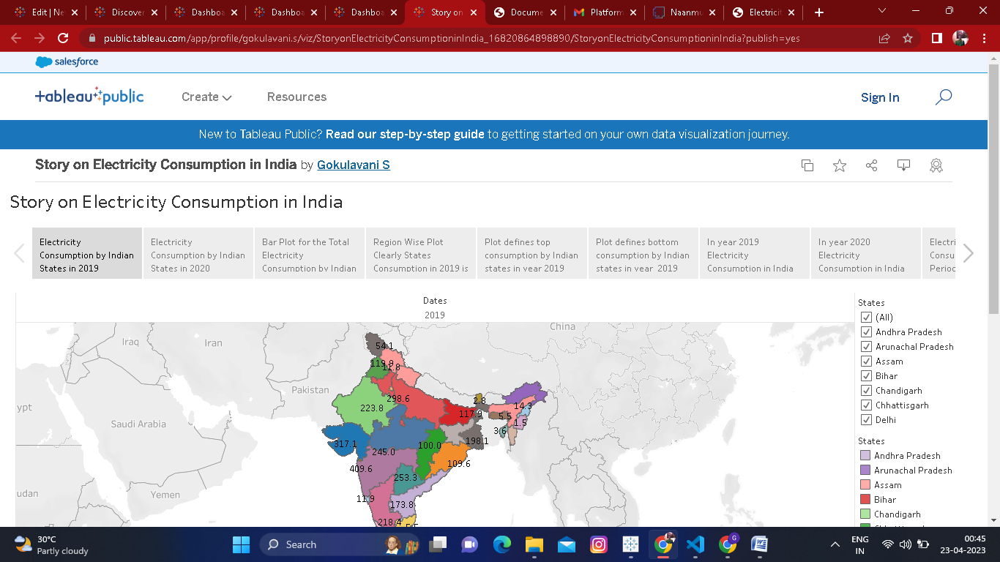 Edit | Ne
Discover
Dashboa
Dashboa
Dashboa
Story on
Docume
Platform
Naanmu
Electricit
public.tableau.com/app/profile/gokulavani.s/viz/StoryonElectricityConsumptioninIndia_16820864898890/StoryonElectricityConsumptioninIndia?publish=yes
salesforce
tableau public
Create
Resources
Sign In
New to Tableau Public? Read our step-by-step guide to getting started on your own data visualization journey.
Story on Electricity Consumption in India by Gokulavani S
Story on Electricity Consumption in India
Electricity
Consumption by Indian
States in 2019
Electricity
Consumption by Indian
States in 2020
Bar Plot for the Total
Electricity
Consumption by Indian
Region Wise Plot
Clearly States
Consumption in 2019 is
Plot defines top
consumption by Indian
states in year 2019
Plot defines bottom
consumption by Indian
states in year 2019
In year 2019
Electricity
Consumption in India
In year 2020
Electricity
Consumption in India
Electri
Consu
Perioc
Dates
2019
China
Iraq
Iran
Pakistan
Saudi Arabia
Yemen
ypt
udan
54.1
119.9
11.8
298.6
223.8
2.8
14.3
117.9
5.5
1.5
3.6
317.1
245.0
100.0
198.1
409.6
109.6
253.3
11.9
173.8
218.4
5.5
States
(All)
Andhra Pradesh
Arunachal Pradesh
Assam
Bihar
Chandigarh
Chhattisgarh
Delhi
States
Andhra Pradesh
Arunachal Pradesh
Assam
Bihar
Chandigarh
30°C
Partly cloudy
Search
ENG
IN
00:45
23-04-2023